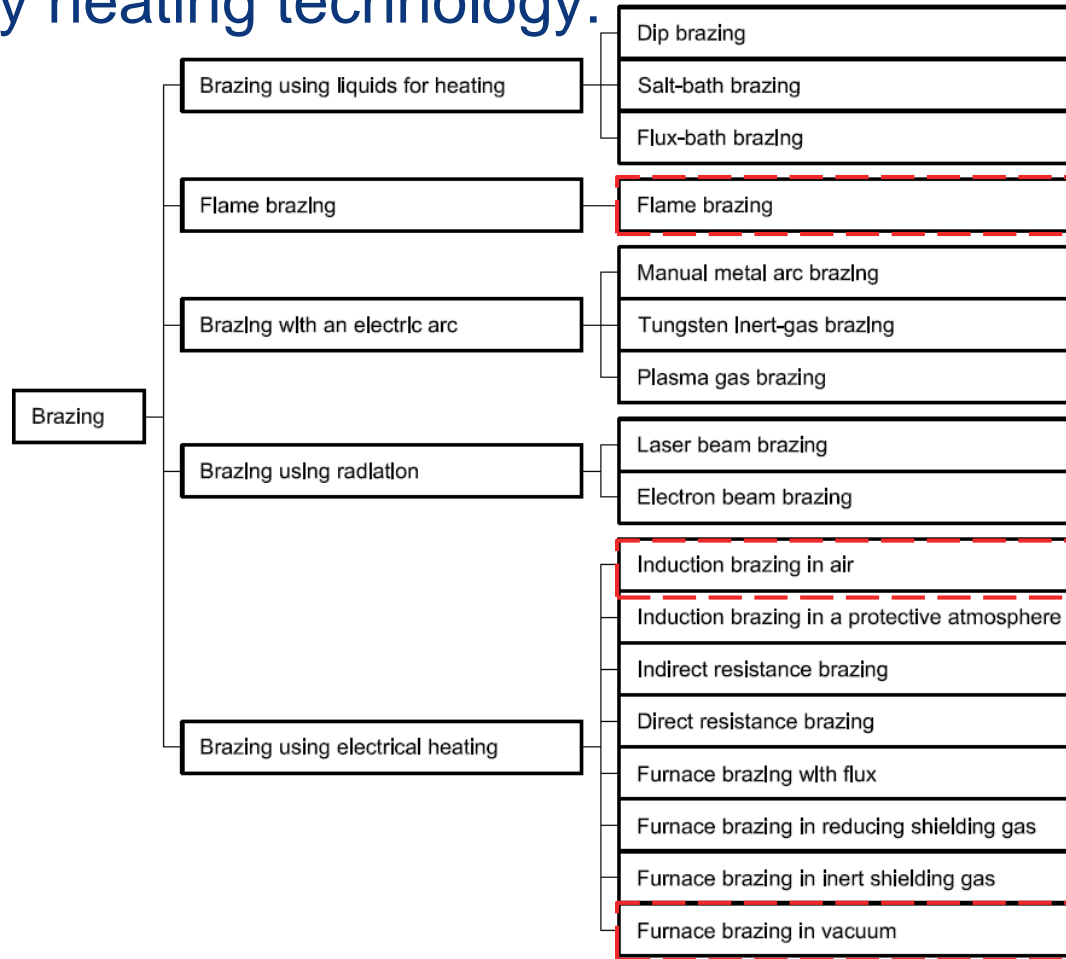 y heating technology:
Dip brazing
Brazing using liquids for heating
Salt-bath brazing
Flux-bath brazing
Flame brazing
Flame brazing
Manual metal arc brazing
Brazing with an electric arc
Tungsten inert-gas brazing
Plasma gas brazing
Brazing
Laser beam brazing
Brazing using radiation
Electron beam brazing
Induction brazing in air
Induction brazing in a protective atmosphere
Indirect resistance brazing
Direct resistance brazing
Brazing using electrical heating
Furnace brazing with flux
Furnace brazing in reducing shielding gas
Furnace brazing in inert shielding gas
Furnace brazing in vacuum